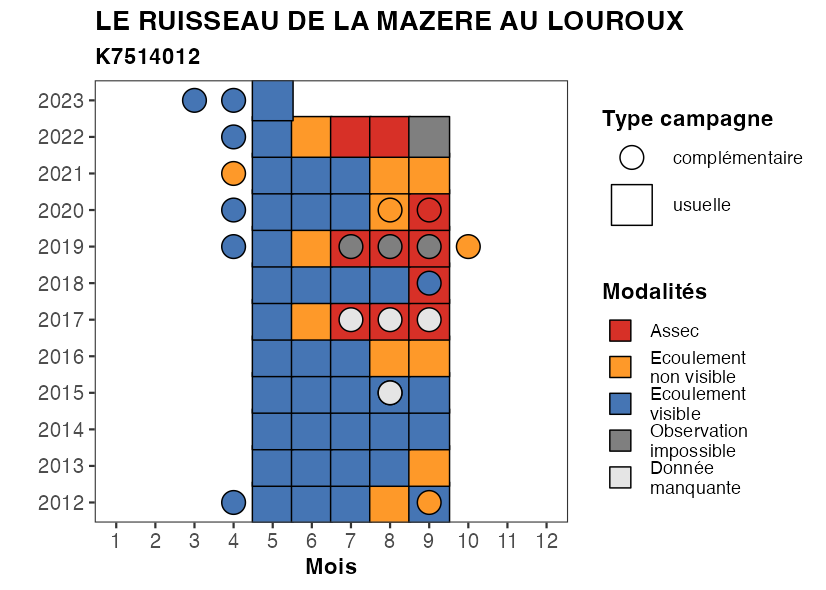 LE RUISSEAU DE LA MAZERE AU LOUROUX
K7514012
2023
2022
2021
2020
2019
2018
2017
2016
2015
2014
2013
2012
1 2 3 4 5 6 7 8 9 10 11 12
Mois
Type campagne
complémentaire
usuelle
Modalités
Assec
Ecoulement
non visible
Ecoulement
visible
Observation
impossible
Donnée
manquante